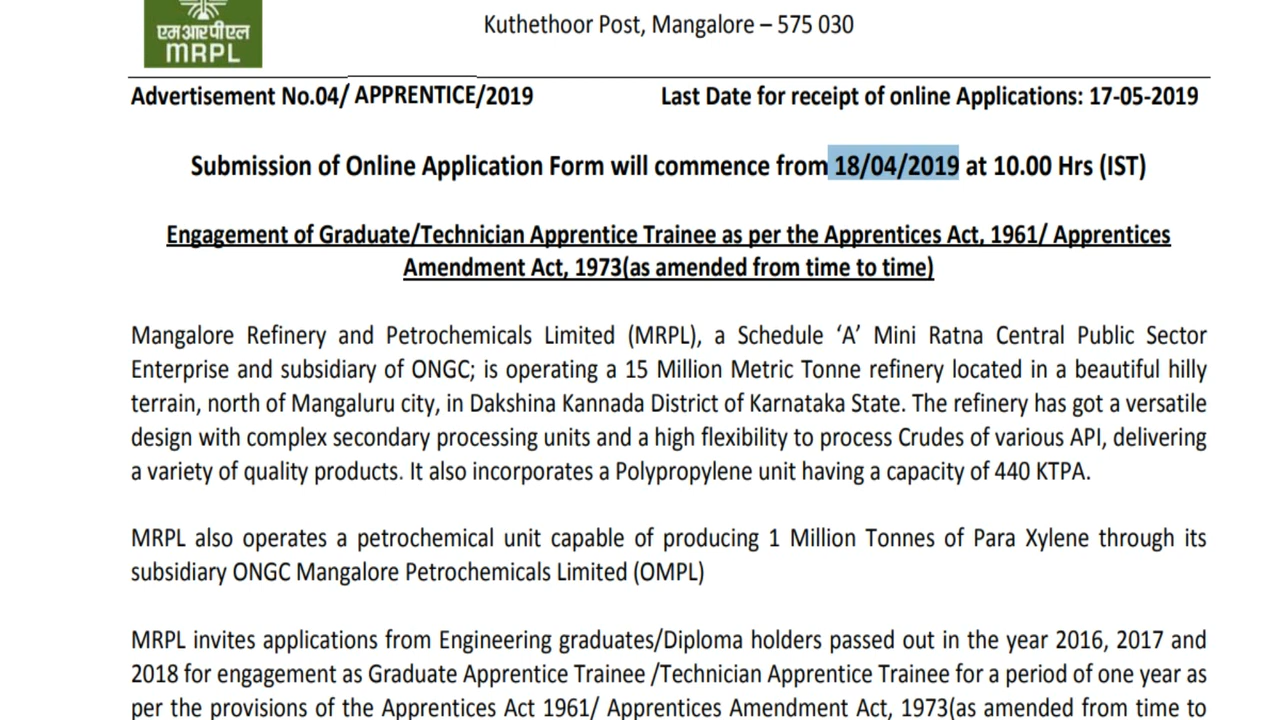 Kuthethoor Post, Mangalore – 575 030
एमआरपीएल
MRPL
Advertisement No.04/ APPRENTICE/2019 Last Date for receipt of online Applications: 17-05-2019
Submission of Online Application Form will commence from 18/04/2019 at 10.00 Hrs (IST)
Engagement of Graduate/Technician Apprentice Trainee as per the Apprentices Act, 1961/ Apprentices
Amendment Act, 1973(as amended from time to time)
Mangalore Refinery and Petrochemicals Limited (MRPL), a Schedule ‘A’ Mini Ratna Central Public Sector
Enterprise and subsidiary of ONGC; is operating a 15 Million Metric Tonne refinery located in a beautiful hilly
terrain, north of Mangaluru city, in Dakshina Kannada District of Karnataka State. The refinery has got a versatile
design with complex secondary processing units and a high flexibility to process Crudes of various API, delivering
a variety of quality products. It also incorporates a Polypropylene unit having a capacity of 440 KTPA.
MRPL also operates a petrochemical unit capable of producing 1 Million Tonnes of Para Xylene through its
subsidiary ONGC Mangalore Petrochemicals Limited (OMPL)
MRPL invites applications from Engineering graduates/Diploma holders passed out in the year 2016, 2017 and
2018 for engagement as Graduate Apprentice Trainee /Technician Apprentice Trainee for a period of one year as
per the provisions of the Apprentices Act 1961/ Apprentices Amendment Act, 1973(as amended from time to